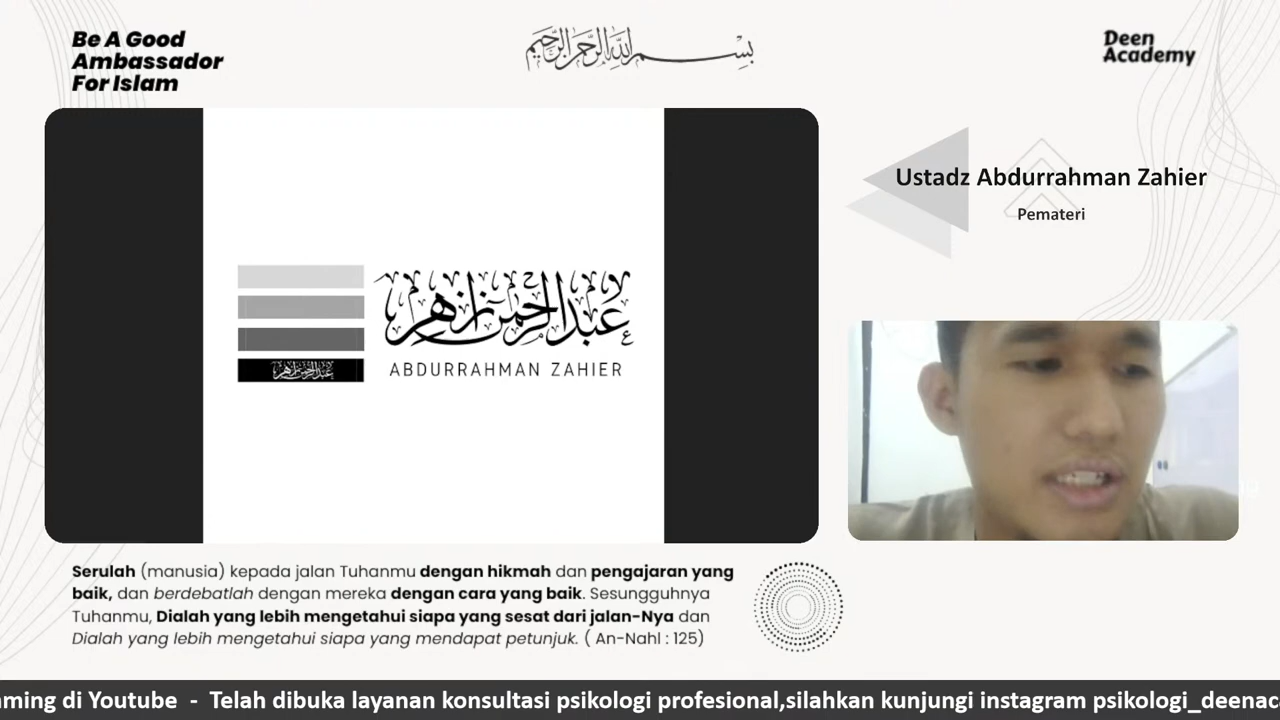 Be A Good
Ambassador
For Islam
بسم الله الرحمن الرحيم
Deen
Academy
Ustadz Abdurrahman Zahier
Pemateri
عبدالرحمن زاهر
عبدالرحمن زاهر
ABDURRAHMAN ZAHIER
Serulah (manusia) kepada jalan Tuhanmu dengan hikmah dan pengajaran yang
baik, dan berdebatlah dengan mereka dengan cara yang baik. Sesungguhnya
Tuhanmu, Dialah yang lebih mengetahui siapa yang sesat dari jalan-Nya dan
Dialah yang lebih mengetahui siapa yang mendapat petunjuk. ( An-Nahl : 125)
aming di Youtube - Telah dibuka layanan konsultasi psikologi profesional,silahkan kunjungi instagram psikologi_deenac